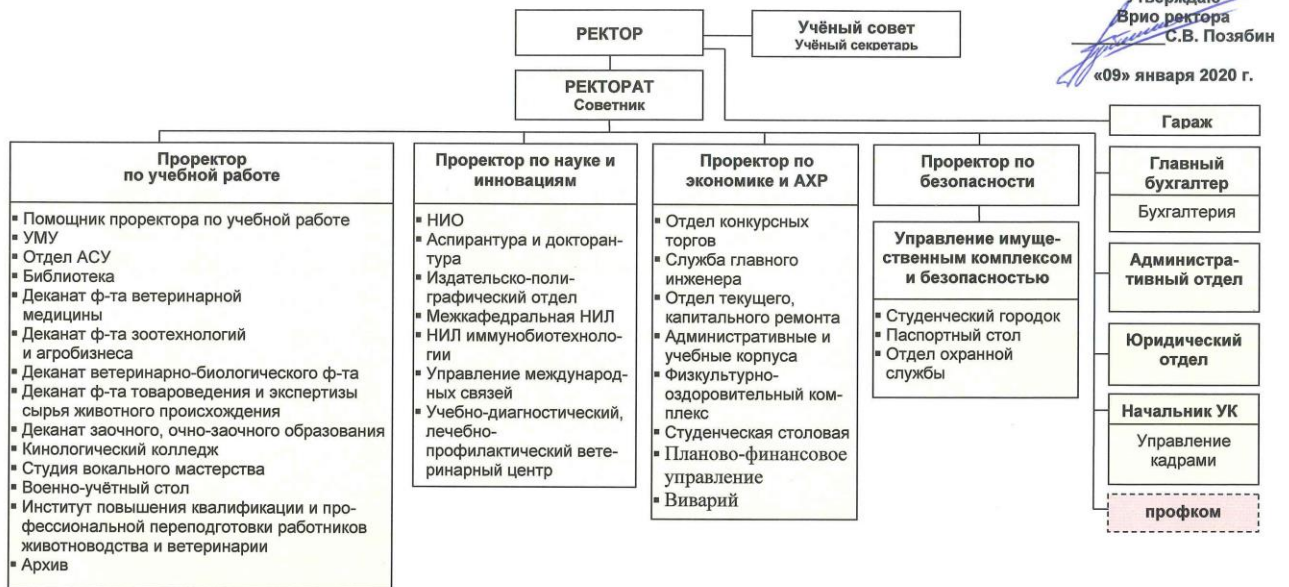 Утверждаю
Врио ректора
С.В. Позябин
«09» января 2020 г.
РЕКТОР
Учёный совет
Учёный секретарь
РЕКТОРАТ
Советник
Гараж
Проректор
по учебной работе
▪ Помощник проректора по учебной работе
▪ УМУ
▪ Отдел АСУ
▪ Библиотека
▪ Деканат ф-та ветеринарной
медицины
▪ Деканат ф-та зоотехнологий
и агробизнеса
▪ Деканат ветеринарно-биологического ф-та
▪ Деканат ф-та товароведения и экспертизы
сырья животного происхождения
▪ Деканат заочного, очно-заочного образования
▪ Кинологический колледж
▪ Студия вокального мастерства
▪ Военно-учётный стол
▪ Институт повышения квалификации и про-
фессиональной переподготовки работников
животноводства и ветеринарии
▪ Архив
Проректор по науке и
инновациям
▪ НИО
▪ Аспирантура и докторан-
тура
▪ Издательско-поли-
графический отдел
▪ Межкафедральная НИЛ
▪ НИЛ иммунобиотехноло-
гии
▪ Управление международ-
ных связей
▪ Учебно-диагностический,
лечебно-
профилактический вете-
ринарный центр
Проректор по
экономике и АХР
▪ Отдел конкурсных
торгов
▪ Служба главного
инженера
▪ Отдел текущего,
капитального ремонта
▪ Административные и
учебные корпуса
▪ Физкультурно-
оздоровительный ком-
плекс
▪ Студенческая столовая
▪ Планово-финансовое
управление
▪ Виварий
Проректор по
безопасности
Управление имуще-
ственным комплексом
и безопасностью
▪ Студенческий городок
▪ Паспортный стол
▪ Отдел охранной
службы
Главный
бухгалтер
Бухгалтерия
Администра-
тивный отдел
Юридический
отдел
Начальник УК
Управление
кадрами
профком